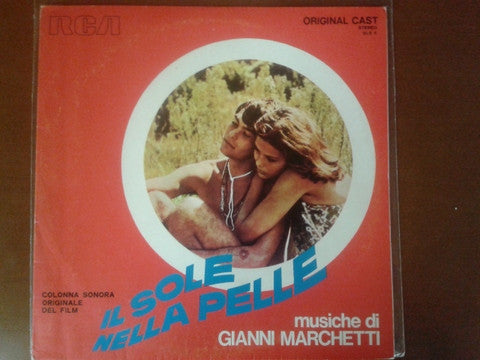 RCA
ORIGINAL CAST
STEREO
COLONNA SONORA
ORIGINALE
DEL FILM
IL SOLE
NELLA PELLE
musiche di
GIANNI MARCHETTI